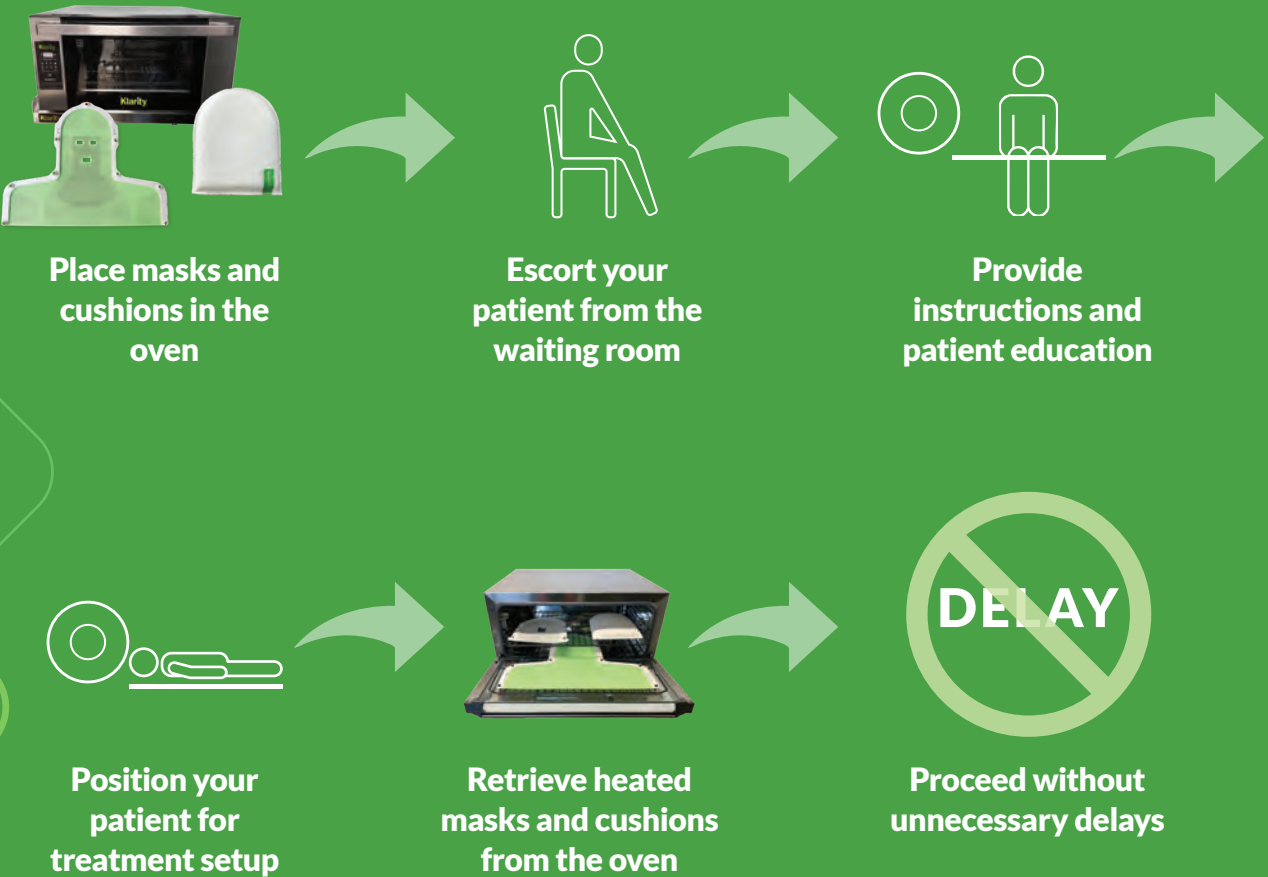 Klarity
Place masks and
cushions in the
oven
Escort your
patient from the
waiting room
Provide
instructions and
patient education
DELAY
Position your
patient for
treatment setup
Retrieve heated
masks and cushions
from the oven
Proceed without
unnecessary delays